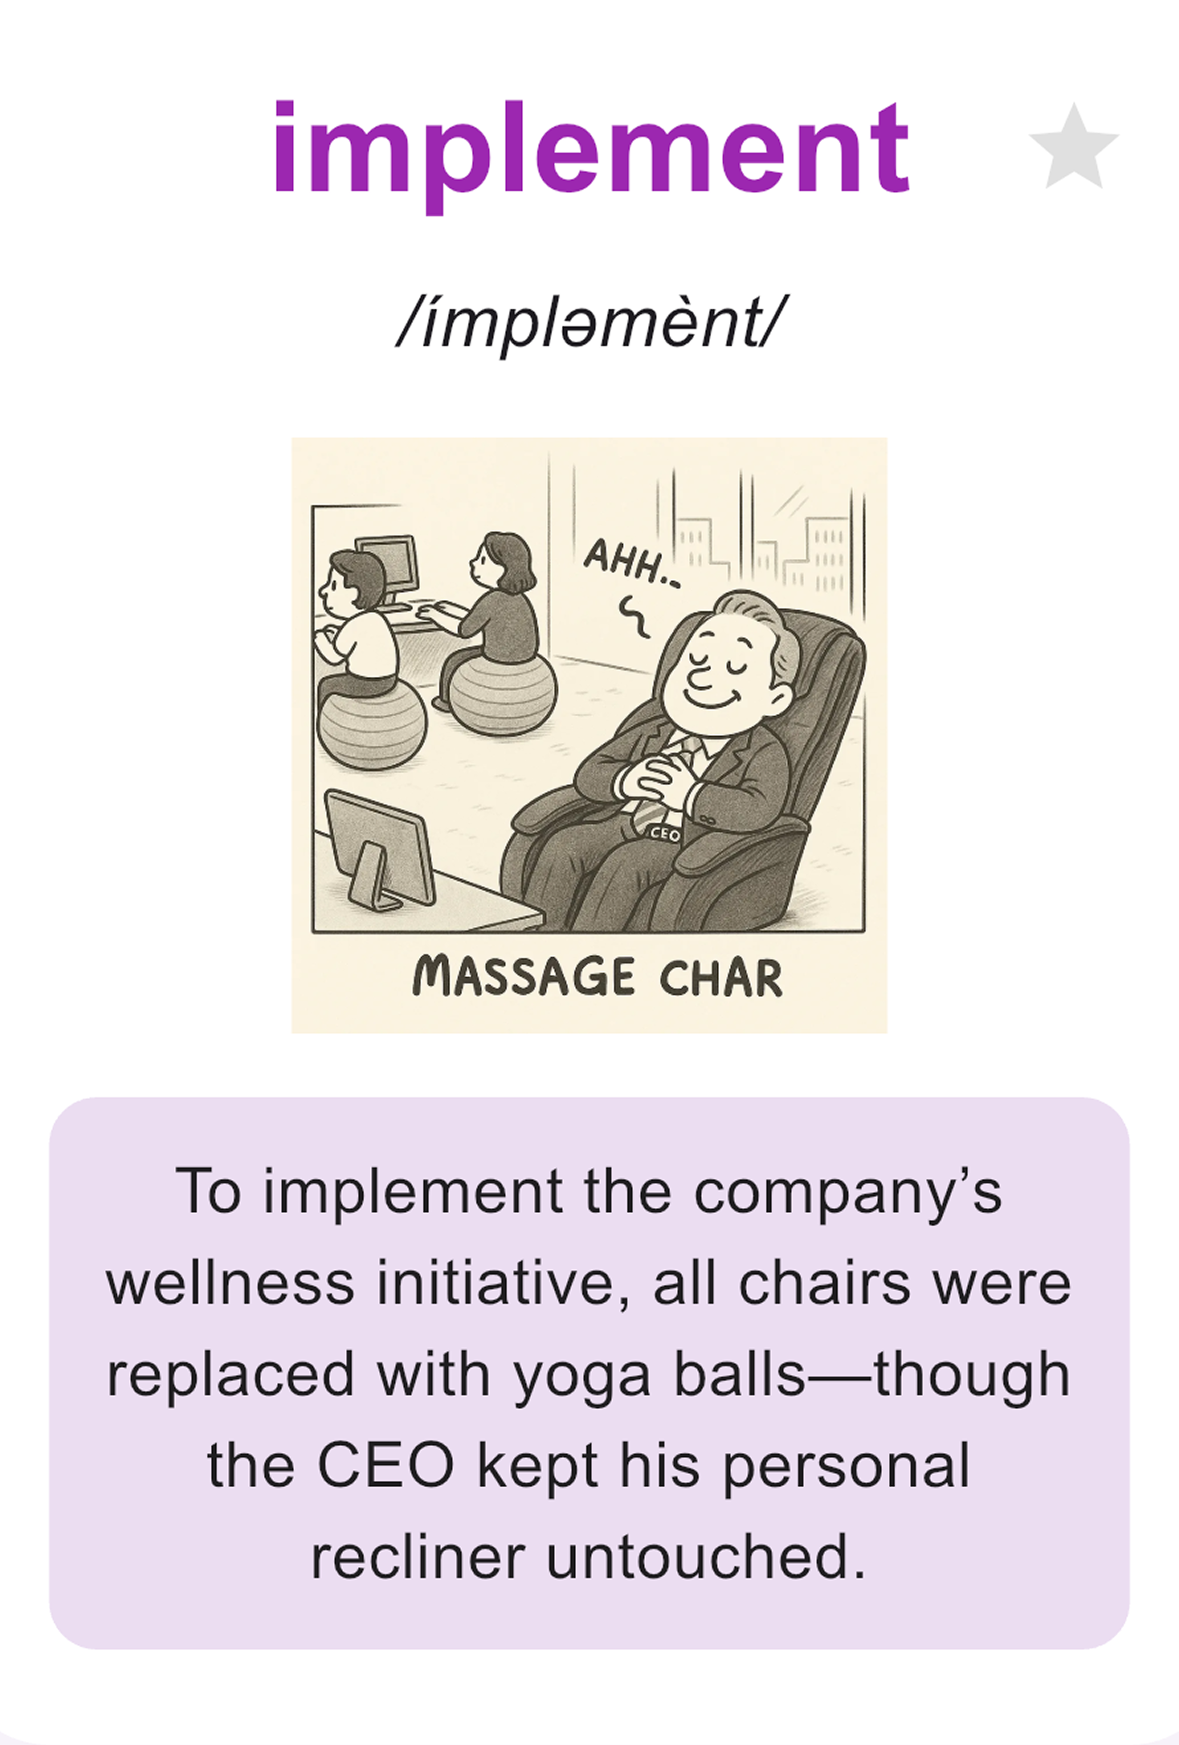 implement
/ímpləmènt/
AHH..
CEO
MASSAGE CHAR
To implement the company’s
wellness initiative, all chairs were
replaced with yoga balls—though
the CEO kept his personal
recliner untouched.